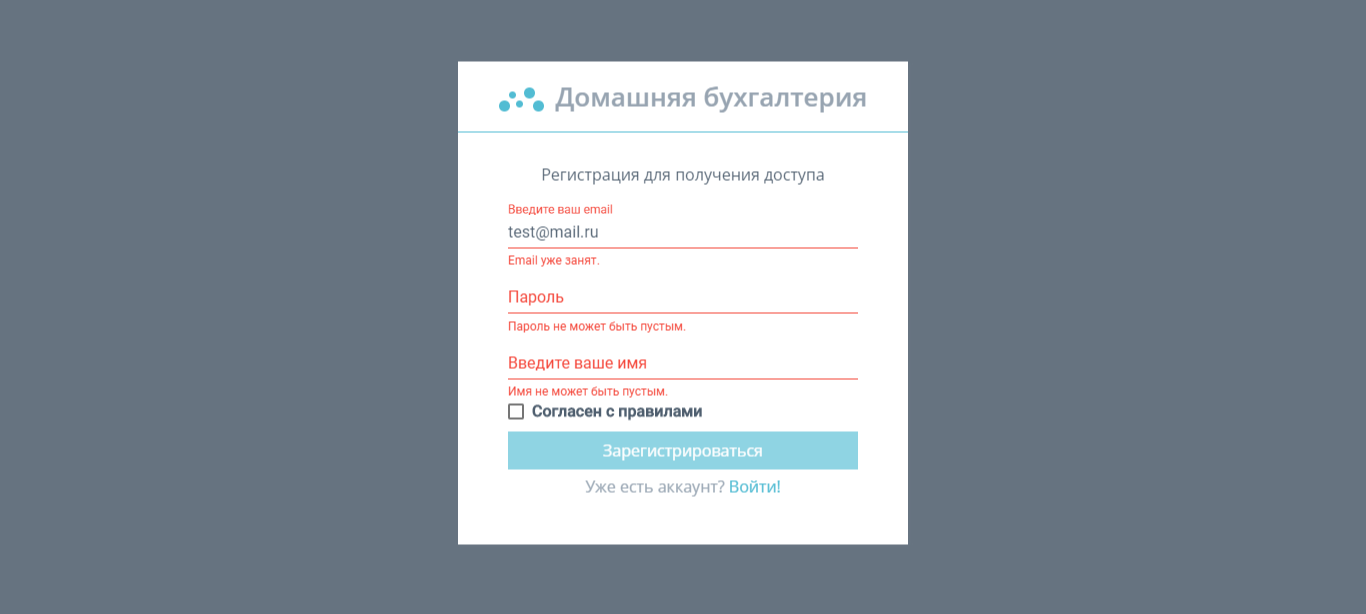 Домашняя бухгалтерия
Регистрация для получения доступа
Введите ваш email
test@mail.ru
Email уже занят.
Пароль
Пароль не может быть пустым.
Введите ваше имя
Имя не может быть пустым.
Согласен с правилами
Зарегистрироваться
Уже есть аккаунт? Войти!